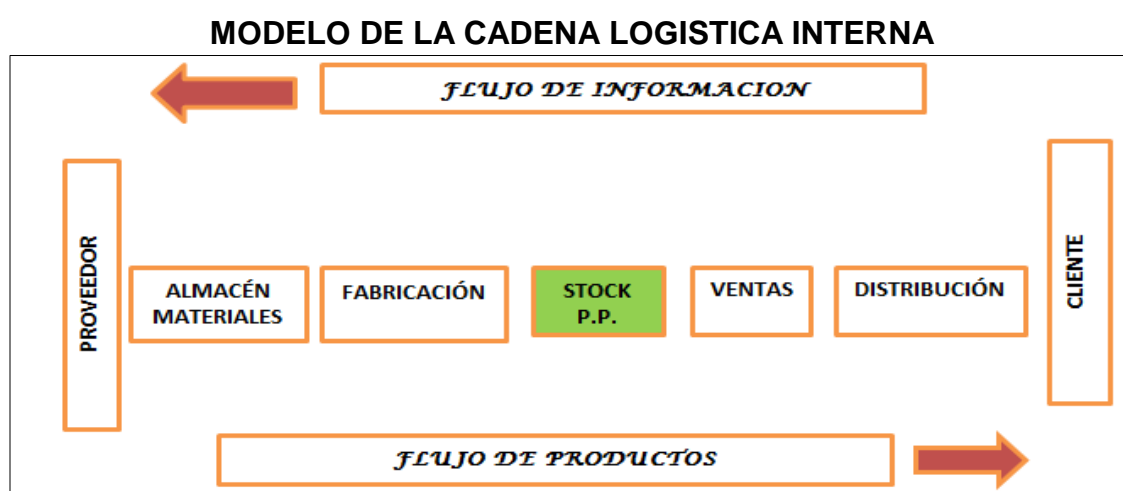 MODELO DE LA CADENA LOGISTICA INTERNA
FLUJO DE INFORMACION
PROVEEDOR
ALMACÉN
MATERIALES
FABRICACIÓN
STOCK
P.P.
VENTAS
DISTRIBUCIÓN
CLIENTE
FLUJO DE PRODUCTOS